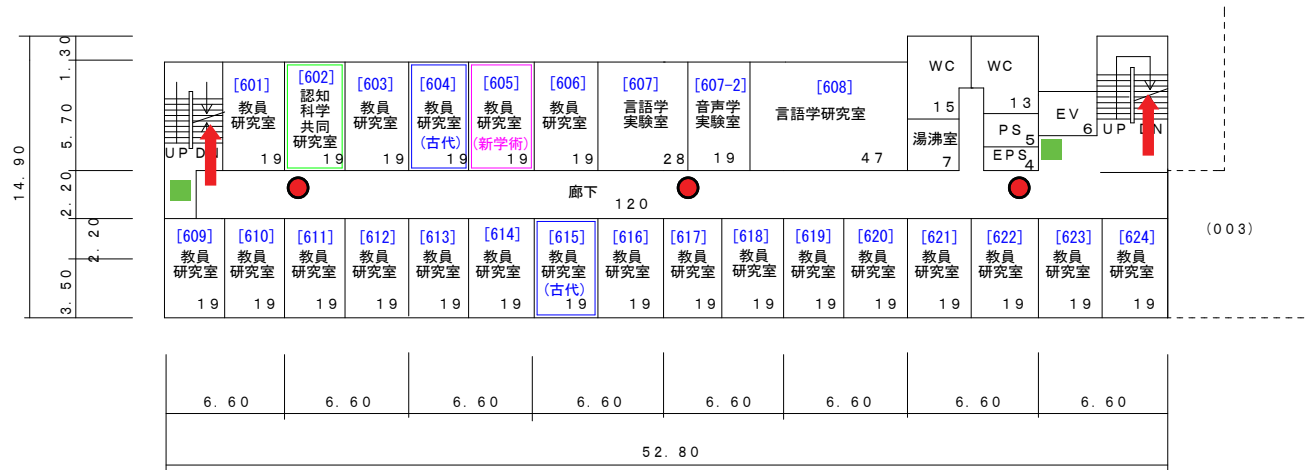 [601]
教員
研究室
19
[602]
認知
科学
共同
研究室
19
[603]
教員
研究室
19
[604]
教員
研究室
(古代)
19
[605]
教員
研究室
(新学術)
19
[606]
教員
研究室
19
[607]
言語学
実験室
28
[607-2]
音声学
実験室
19
[608]
言語学研究室
47
WC
15
WC
13
湯沸室
7
PS
5
EPS
4
EV
6
UP DN
UP DN
廊下
120
[609]
教員
研究室
19
[610]
教員
研究室
19
[611]
教員
研究室
19
[612]
教員
研究室
19
[613]
教員
研究室
19
[614]
教員
研究室
19
[615]
教員
研究室
(古代)
19
[616]
教員
研究室
19
[617]
教員
研究室
19
[618]
教員
研究室
19
[619]
教員
研究室
19
[620]
教員
研究室
19
[621]
教員
研究室
19
[622]
教員
研究室
19
[623]
教員
研究室
19
[624]
教員
研究室
19
(003)
14.90
1.30
5.70
2.20
2.20
3.50
6.60
6.60
6.60
6.60
6.60
6.60
6.60
6.60
52.80